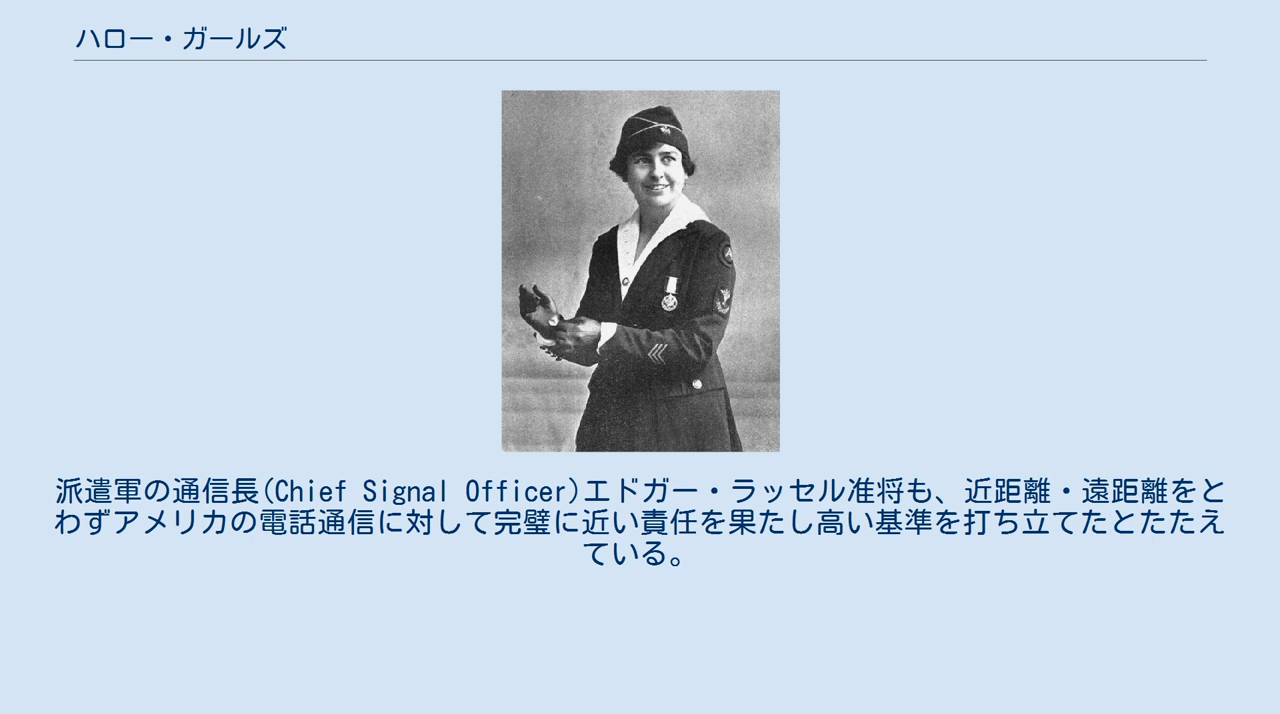 ハロー・ガールズ
派遣軍の通信長(Chief Signal Officer)エドガー・ラッセル准将も、近距離・遠距離をと
わずアメリカの電話通信に対して完璧に近い責任を果たし高い基準を打ち立てたとたたえ
ている。